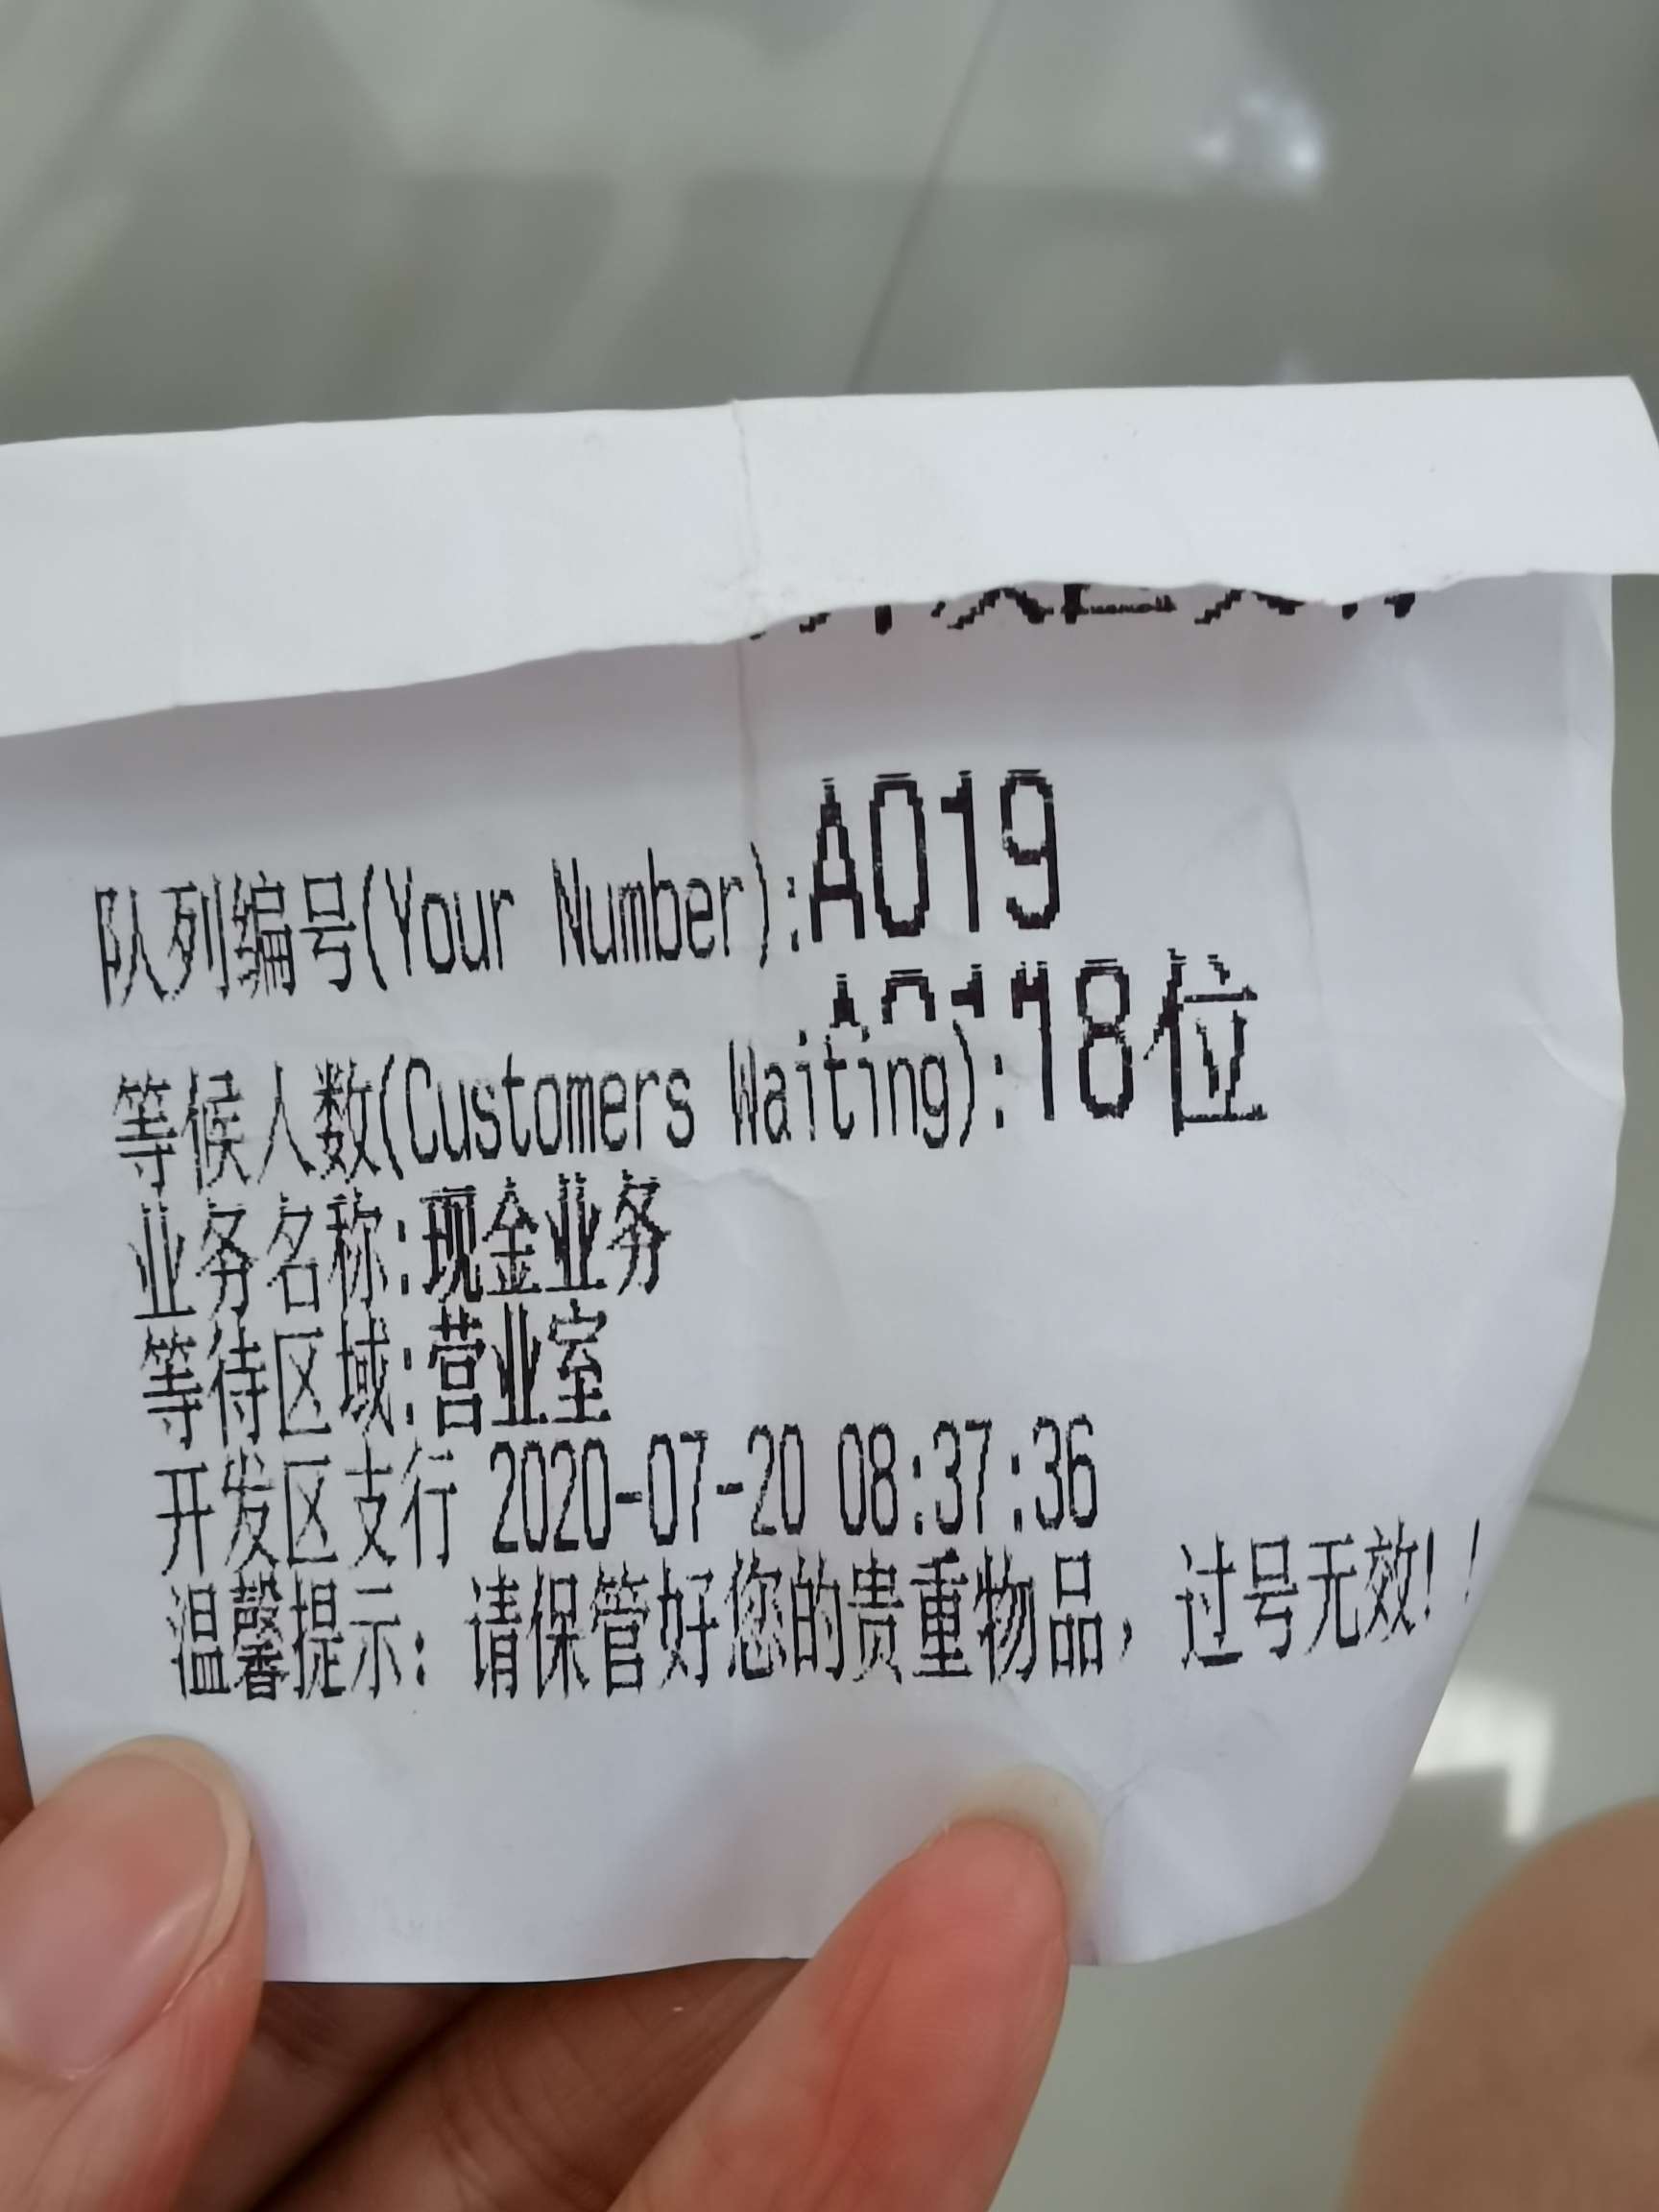 队列编号(Your Number):A019
等候人数(Customers Waiting):18位
业务名称:现金业务
等待区域:营业室
开发区支行 2020-07-20 08:37:36
温馨提示：请保管好您的贵重物品，过号无效!!